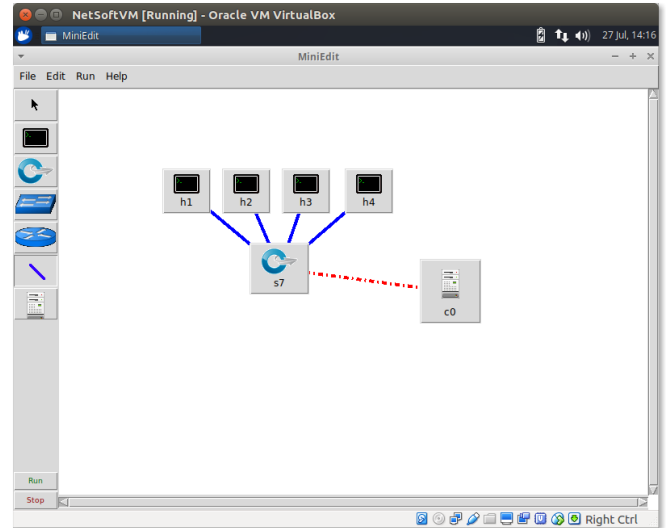 NetSoftVM [Running] - Oracle VM VirtualBox
MiniEdit
27 Jul, 14:16
MiniEdit
File Edit Run Help
h1 h2 h3 h4
s7
c0
Run
Stop
Right Ctrl